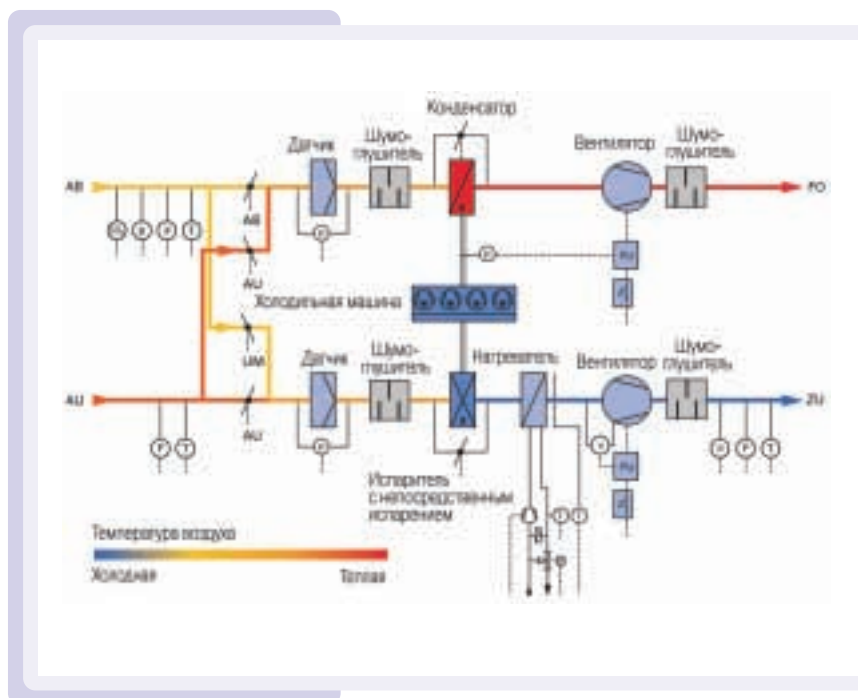 Конденсатор
Датчик
Шумо-
глушитель
Вентилятор
Шумо-
глушитель
AB
FO
AB
AU
Холодильная машина
UM
Датчик
Шумо-
глушитель
Нагреватель
Вентилятор
Шумо-
глушитель
AU
ZU
AU
Испаритель
с непосредственным
испарением
Температура воздуха
Холодная
Теплая